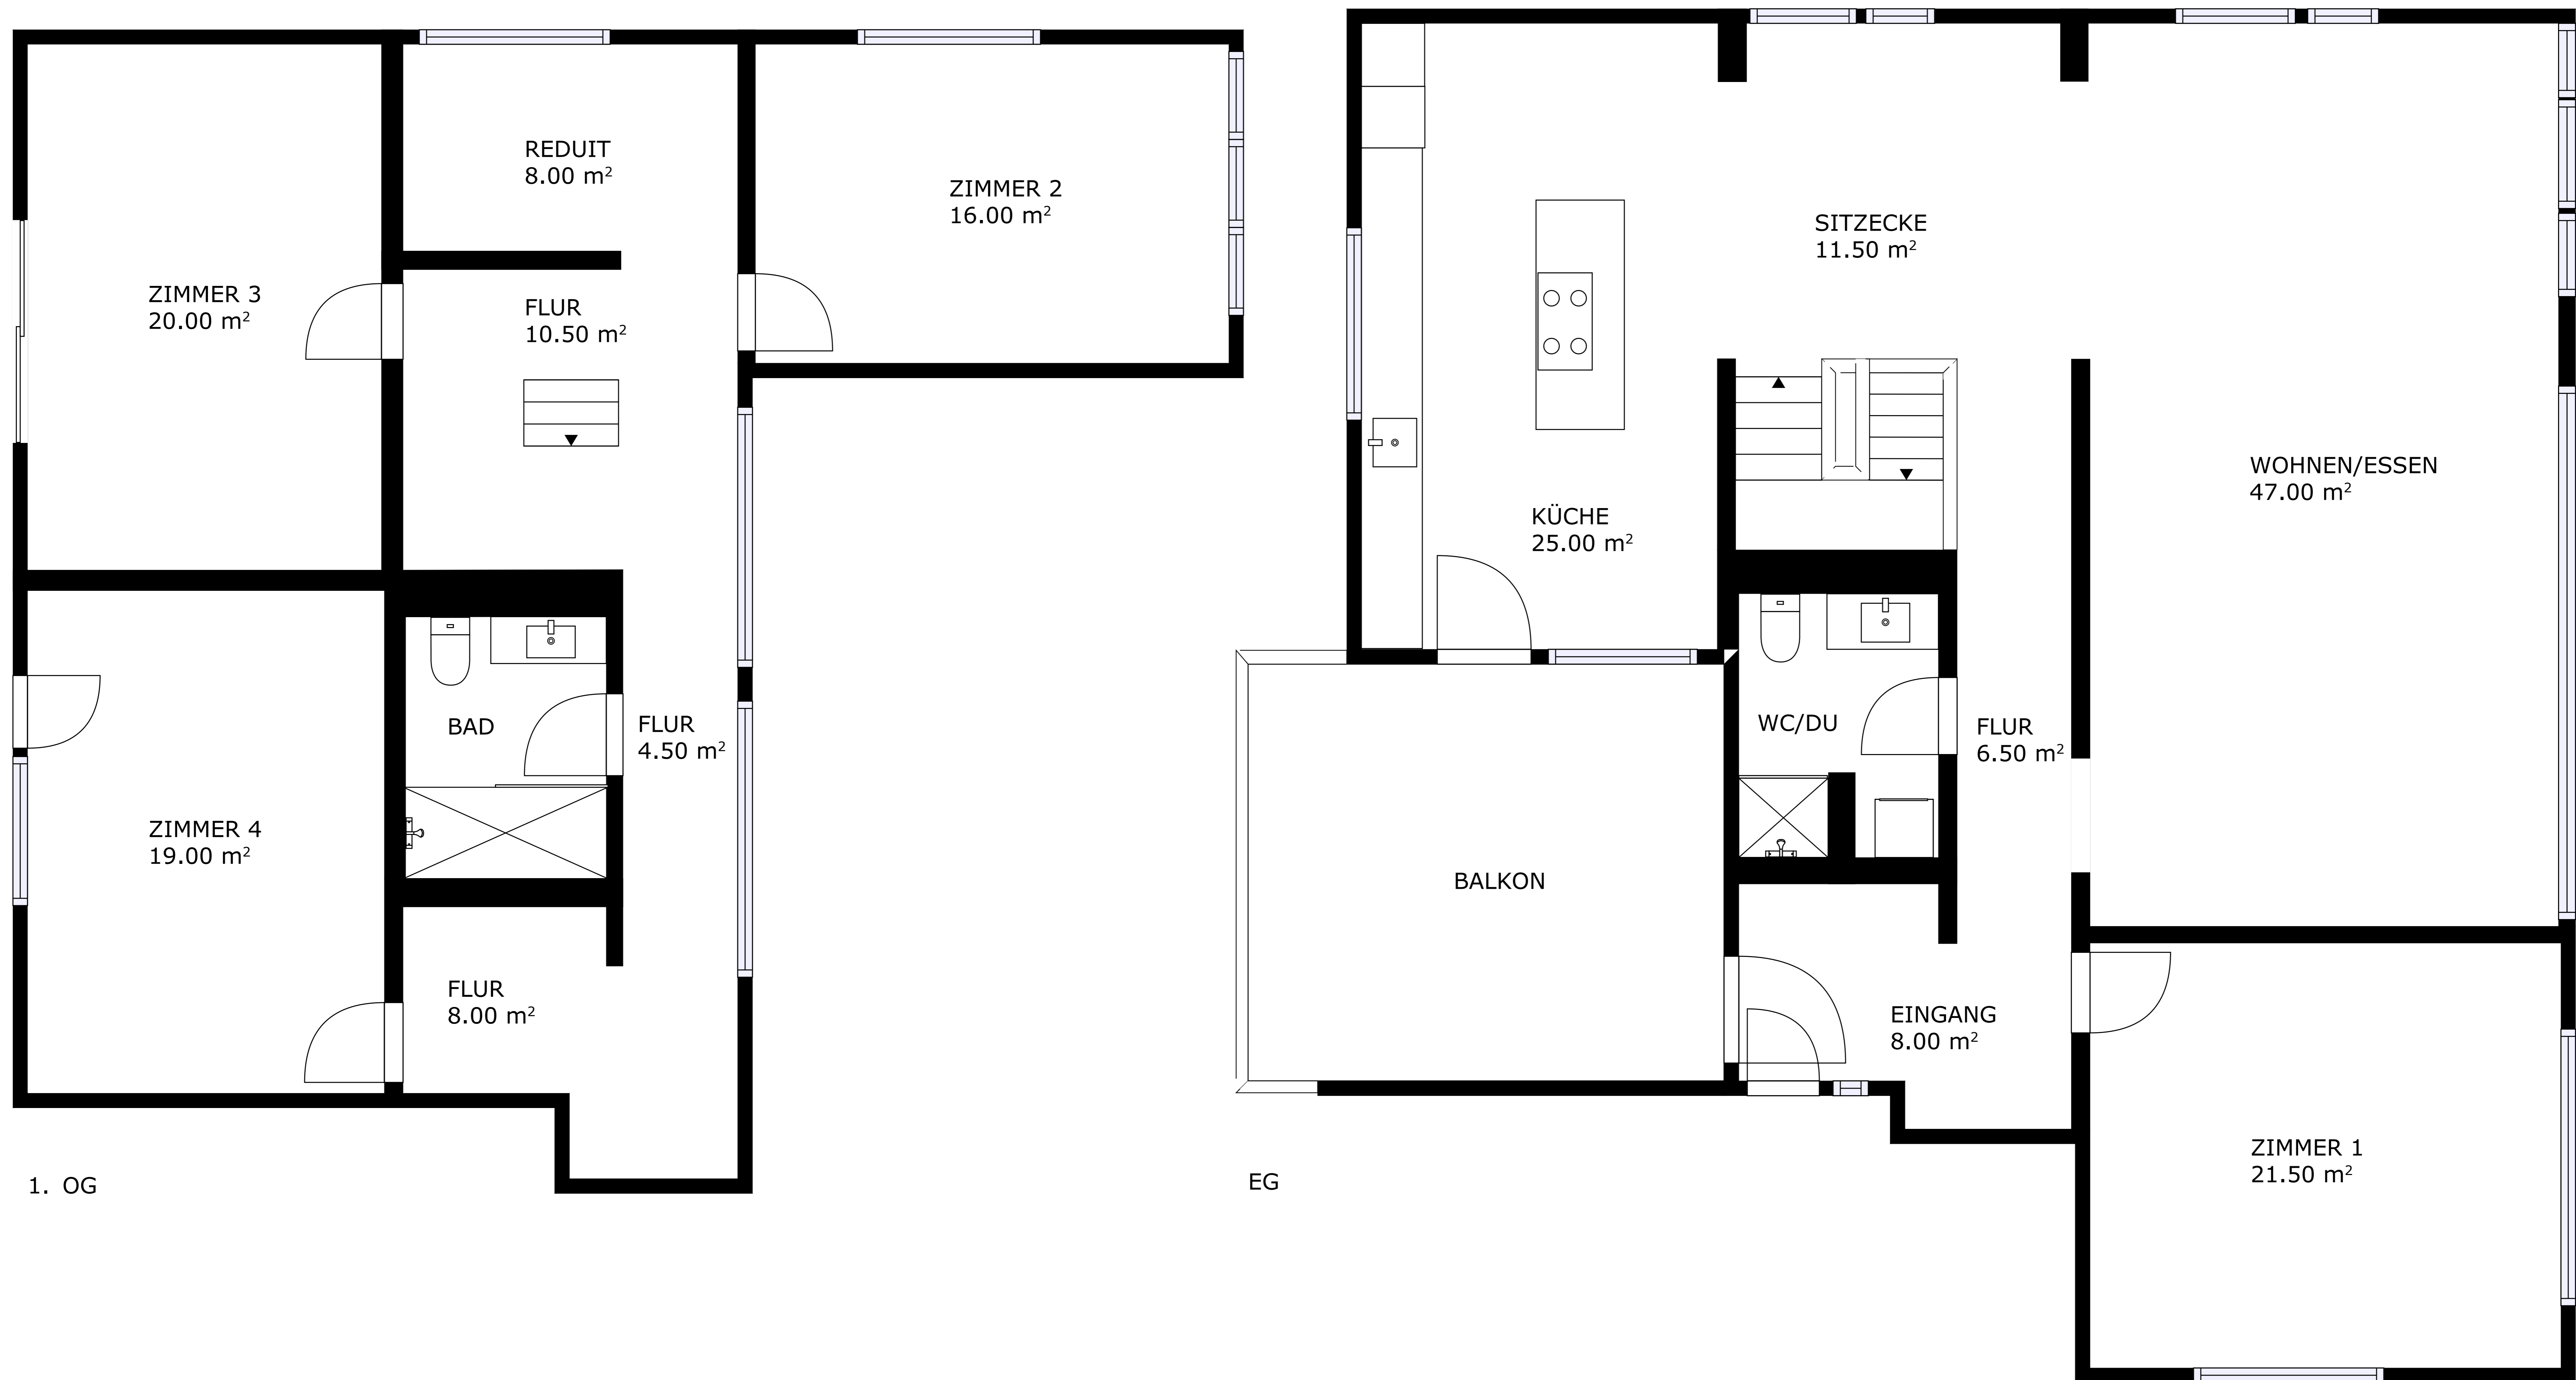 REDUIT
8.00 m²
ZIMMER 2
16.00 m²
ZIMMER 3
20.00 m²
FLUR
10.50 m²
BAD
FLUR
4.50 m²
ZIMMER 4
19.00 m²
FLUR
8.00 m²
1. OG
SITZECKE
11.50 m²
WOHNEN/ESSEN
47.00 m²
KÜCHE
25.00 m²
WC/DU
FLUR
6.50 m²
BALKON
EINGANG
8.00 m²
ZIMMER 1
21.50 m²
EG